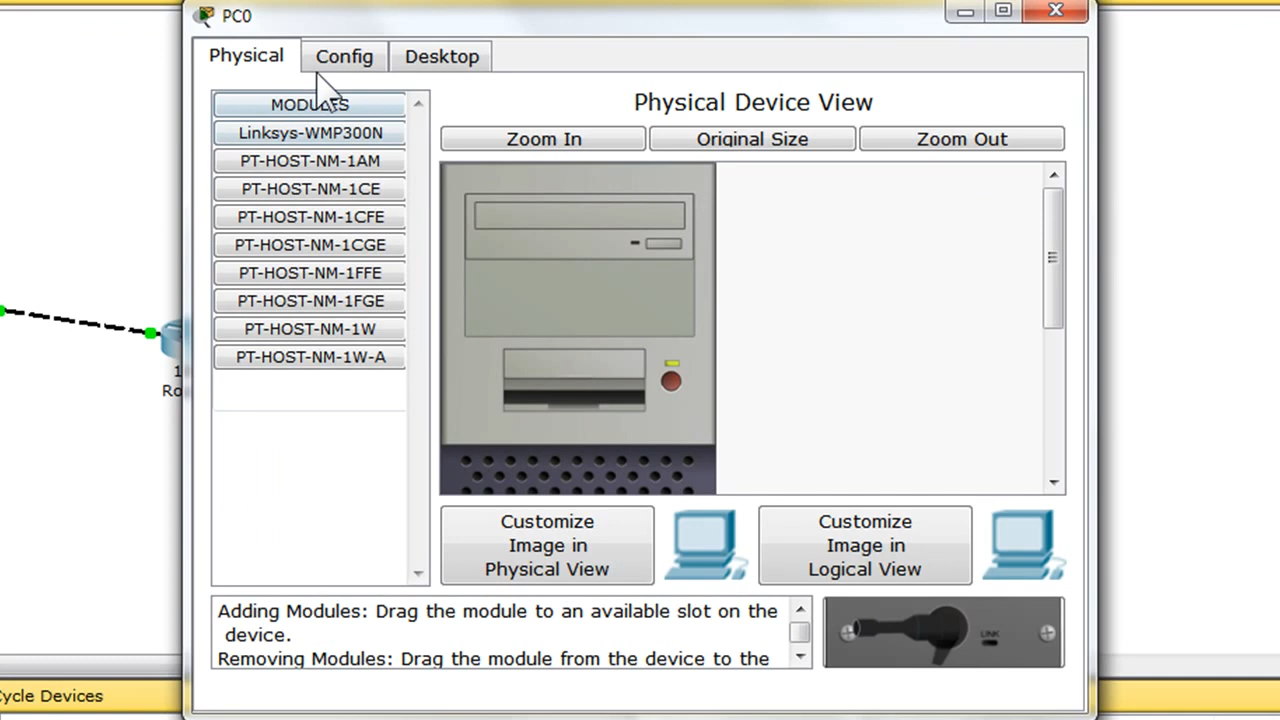 PC0
Physical
Config
Desktop
MODULES
Linksys-WMP300N
PT-HOST-NM-1AM
PT-HOST-NM-1CE
PT-HOST-NM-1CFE
PT-HOST-NM-1CGE
PT-HOST-NM-1FFE
PT-HOST-NM-1FGE
PT-HOST-NM-1W
PT-HOST-NM-1W-A
Physical Device View
Zoom In
Original Size
Zoom Out
Customize
Image in
Physical View
Customize
Image in
Logical View
Adding Modules: Drag the module to an available slot on the
device.
Removing Modules: Drag the module from the device to the
LINK
1
Ro
Cycle Devices